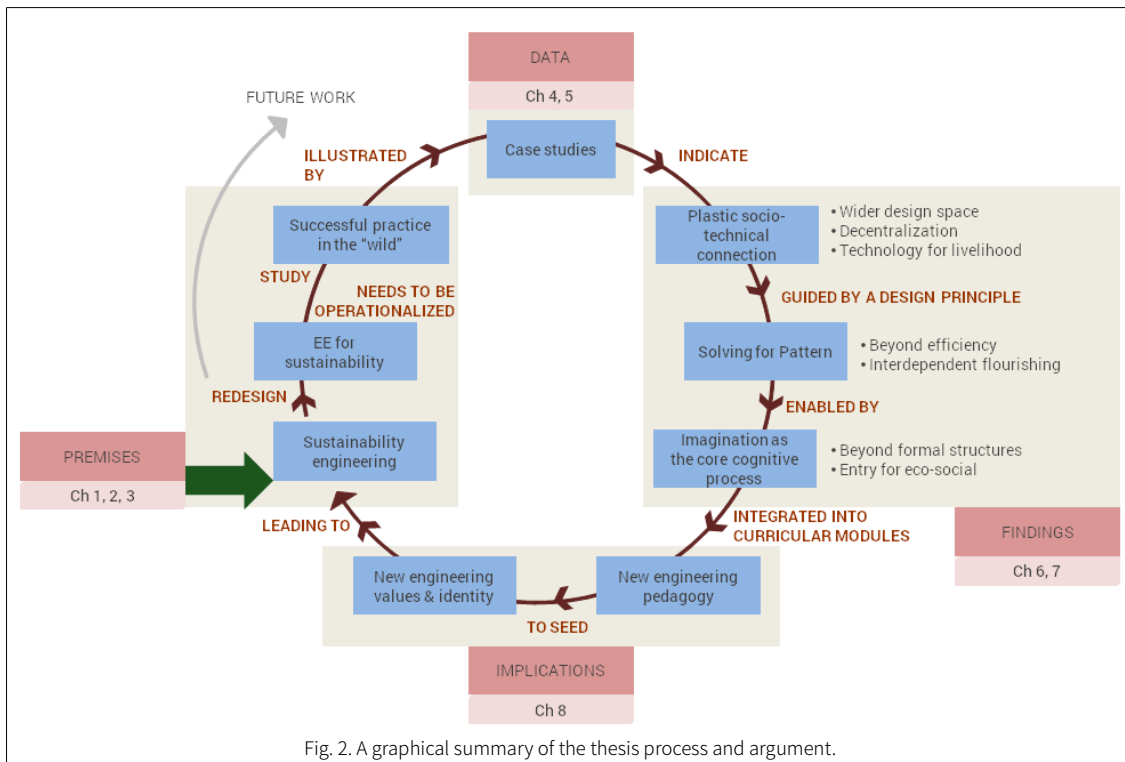 DATA
Ch 4, 5
Case studies
FUTURE WORK
ILLUSTRATED
BY
INDICATE
Successful practice
in the “wild”
STUDY
NEEDS TO BE
OPERATIONALIZED
EE for
sustainability
REDESIGN
Sustainability
engineering
PREMISES
Ch 1, 2, 3
Plastic socio-
technical
connection
• Wider design space
• Decentralization
• Technology for livelihood
GUIDED BY A DESIGN PRINCIPLE
Solving for Pattern
• Beyond efficiency
• Interdependent flourishing
ENABLED BY
Imagination as
the core cognitive
process
• Beyond formal structures
• Entry for eco-social
INTEGRATED INTO
CURRICULAR MODULES
FINDINGS
Ch 6, 7
LEADING TO
New engineering
values & identity
New engineering
pedagogy
TO SEED
IMPLICATIONS
Ch 8
Fig. 2. A graphical summary of the thesis process and argument.